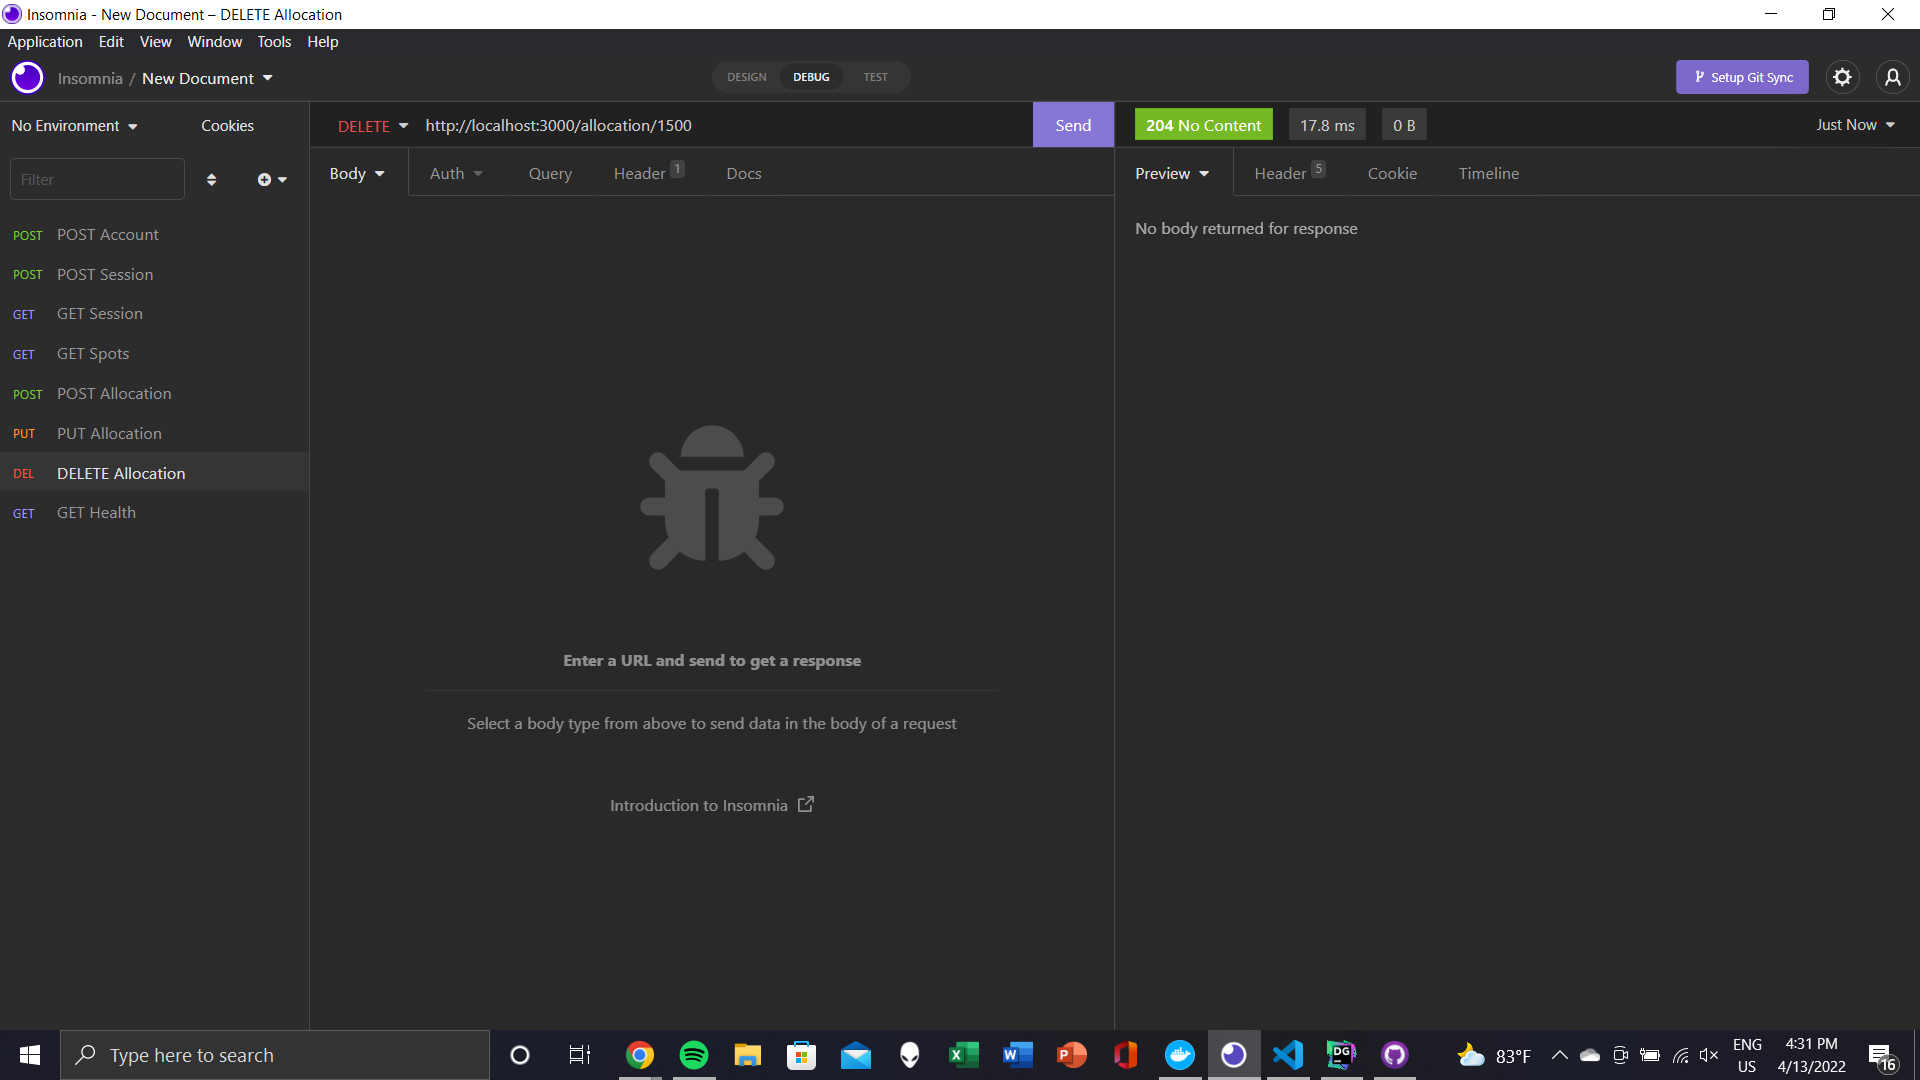 Insomnia - New Document – DELETE Allocation
Application Edit View Window Tools Help
Insomnia / New Document
DESIGN DEBUG TEST
Setup Git Sync
No Environment Cookies
DELETE http://localhost:3000/allocation/1500 Send
204 No Content 17.8 ms 0 B Just Now
Filter
Body Auth Query Header 1 Docs
Preview Header 5 Cookie Timeline
No body returned for response
POST POST Account
POST POST Session
GET GET Session
GET GET Spots
POST POST Allocation
PUT PUT Allocation
DEL DELETE Allocation
GET GET Health
Enter a URL and send to get a response
Select a body type from above to send data in the body of a request
Introduction to Insomnia
Type here to search
DG
83°F
ENG
US
4:31 PM
4/13/2022
16